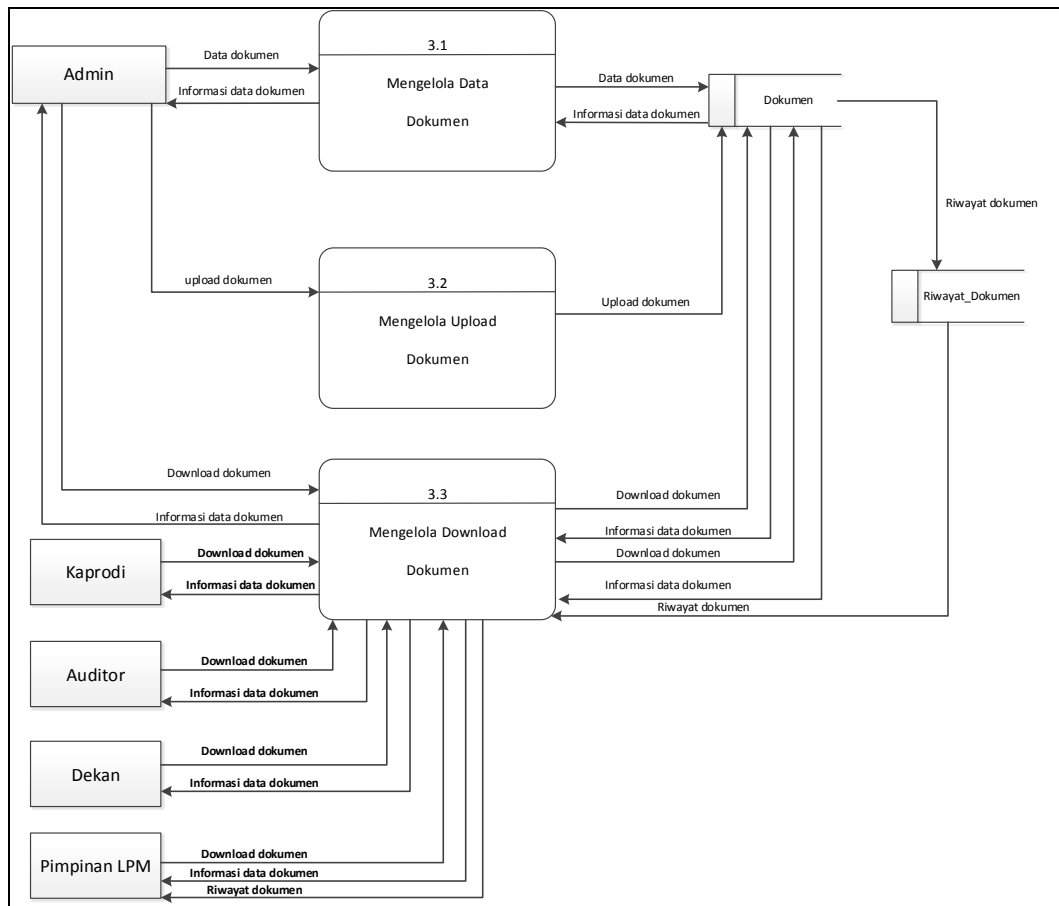 3.1
Data dokumen
Admin
Mengelola Data
Dokumen
Informasi data dokumen
Data dokumen
Dokumen
Informasi data dokumen
Riwayat dokumen
3.2
upload dokumen
Mengelola Upload
Dokumen
Upload dokumen
Riwayat_Dokumen
3.3
Download dokumen
Informasi data dokumen
Mengelola Download
Dokumen
Download dokumen
Informasi data dokumen
Download dokumen
Informasi data dokumen
Riwayat dokumen
Kaprodi
Download dokumen
Informasi data dokumen
Auditor
Download dokumen
Informasi data dokumen
Dekan
Download dokumen
Informasi data dokumen
Pimpinan LPM
Download dokumen
Informasi data dokumen
Riwayat dokumen